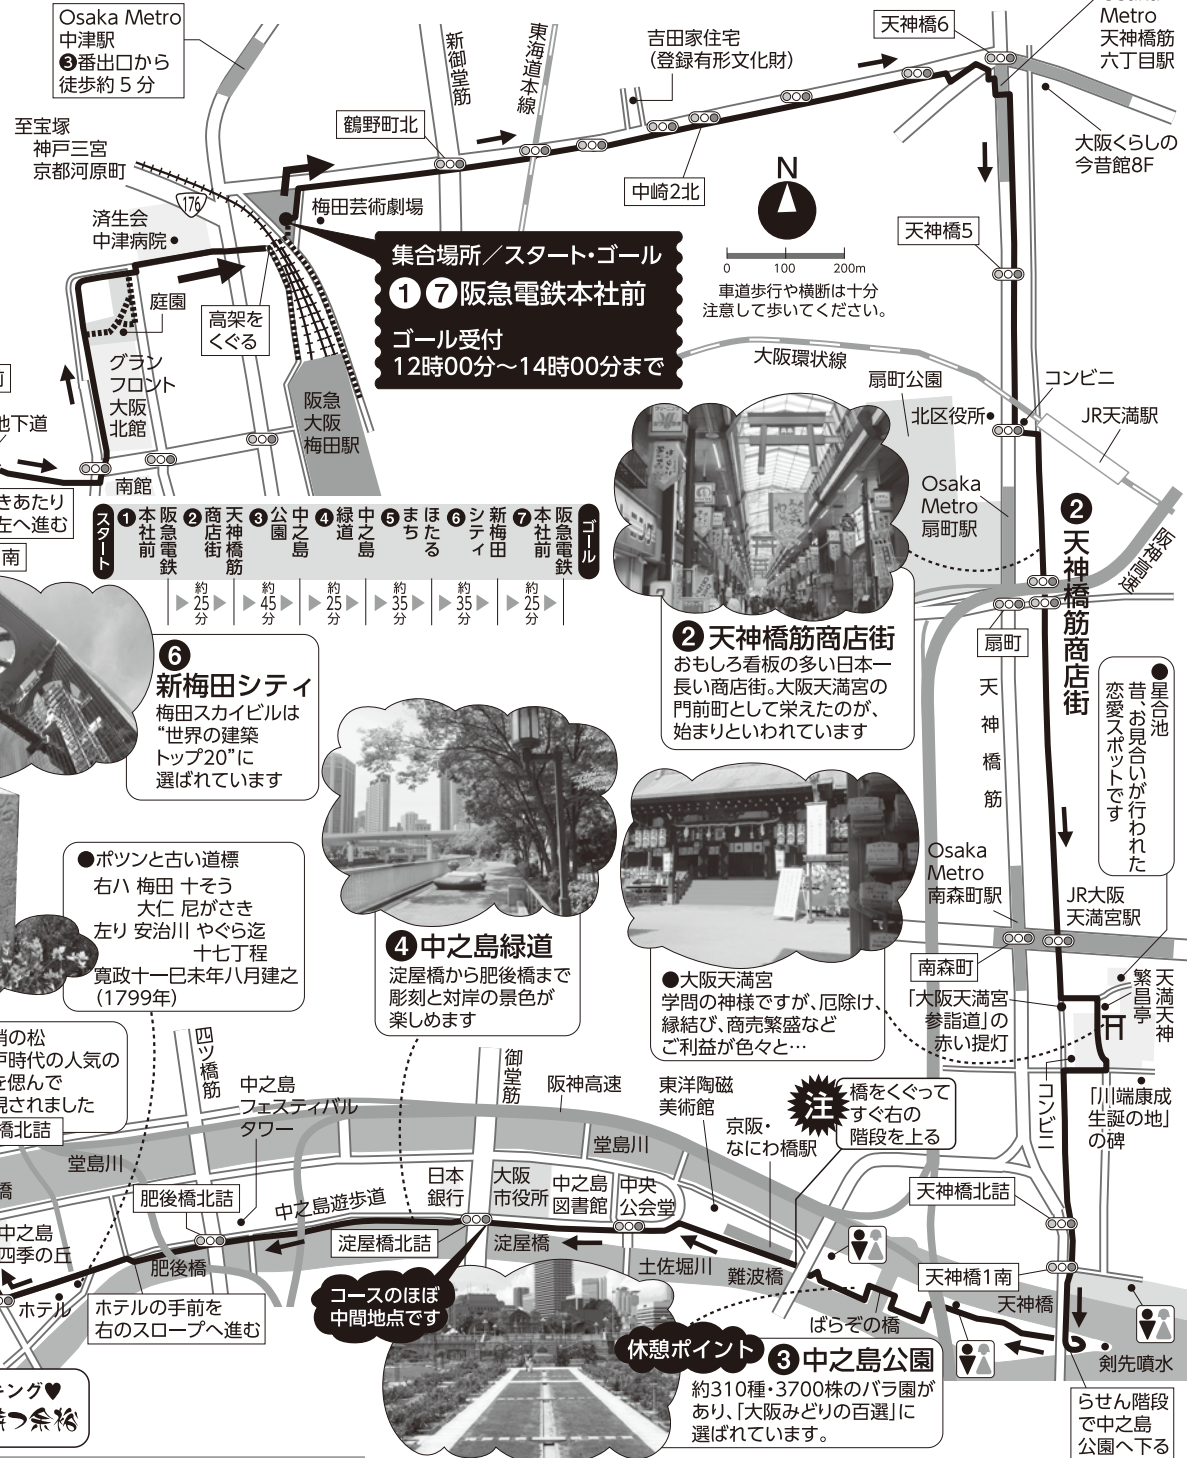 Osaka Metro
中津駅
❸番出口から
徒歩約5分
新御堂筋
東海道本線
吉田家住宅
(登録有形文化財)
天神橋6
Metro
天神橋筋
六丁目駅
大阪くらしの
今昔館8F
至宝塚
神戸三宮
京都河原町
鶴野町北
中崎2北
176
済生会
中津病院
梅田芸術劇場
集合場所/スタート・ゴール
❶❼阪急電鉄本社前
ゴール受付
12時00分〜14時00分まで
N
0 100 200m
車道歩行や横断は十分
注意して歩いてください。
天神橋5
庭園
高架を
くぐる
グラン
フロント
大阪
北館
南館
阪急
大阪
梅田駅
地下道
きあたり
左へ進む
南
大阪環状線
扇町公園
北区役所
コンビニ
JR天満駅
Osaka
Metro
扇町駅
阪神高速
扇町
❷天神橋筋商店街
天神橋筋
スタート
❶阪急電鉄本社前
❷天神橋筋商店街
❸中之島公園
❹中之島緑道
❺ほたるまち
❻新梅田シティ
❼阪急電鉄本社前
ゴール
約25分
約45分
約25分
約35分
約35分
約25分
❻
新梅田シティ
梅田スカイビルは
“世界の建築
トップ20”に
選ばれています
❷天神橋筋商店街
おもしろ看板の多い日本一
長い商店街。大阪天満宮の
門前町として栄えたのが、
始まりといわれています
●星合池
昔、お見合いが行われた
恋愛スポットです
●ポツンと古い道標
右ハ 梅田 十そう
大仁 尼がさき
左り 安治川 やぐら迄
十七丁程
寛政十一巳未年八月建之
(1799年)
❹中之島緑道
淀屋橋から肥後橋まで
彫刻と対岸の景色が
楽しめます
●大阪天満宮
学問の神様ですが、厄除け、
縁結び、商売繁盛など
ご利益が色々と…
Osaka
Metro
南森町駅
JR大阪
天満宮駅
南森町
「大阪天満宮
参詣道」の
赤い提灯
天満天神
繁昌亭
コンビニ
「川端康成
生誕の地」
の碑
の松
戸時代の人気の
を偲んで
現されました
橋北詰
四ツ橋筋
中之島
フェスティバル
タワー
御堂筋
阪神高速
東洋陶磁
美術館
注
橋をくぐって
すぐ右の
階段を上る
京阪・
なにわ橋駅
堂島川
堂島川
橋
肥後橋北詰
中之島遊歩道
日本
銀行
大阪
市役所
中之島
図書館
中央
公会堂
天神橋北詰
中之島
四季の丘
肥後橋
淀屋橋北詰
淀屋橋
土佐堀川
難波橋
天神橋1南
天神橋
ホテル
ホテルの手前を
右のスロープへ進む
コースのほぼ
中間地点です
ばらぞの橋
休憩ポイント
❸中之島公園
約310種・3700株のバラ園が
あり、「大阪みどりの百選」に
選ばれています。
剣先噴水
らせん階段
で中之島
公園へ下る
キング♥
つ余裕